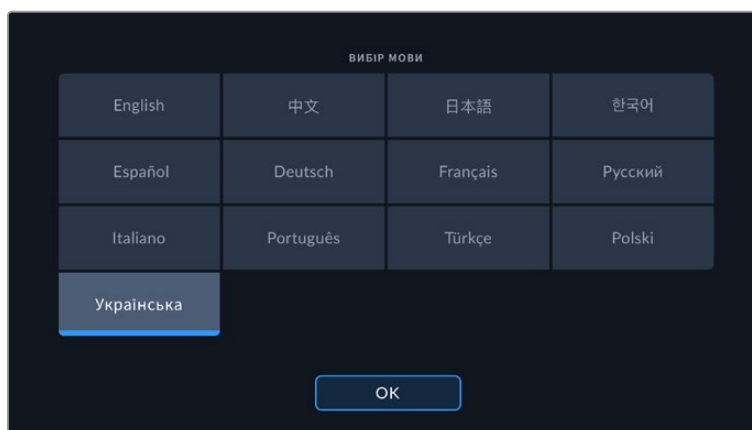 ВИБІР МОВИ
English 中文 日本語 한국어
Español Deutsch Français Русский
Italiano Português Türkçe Polski
Українська
OK